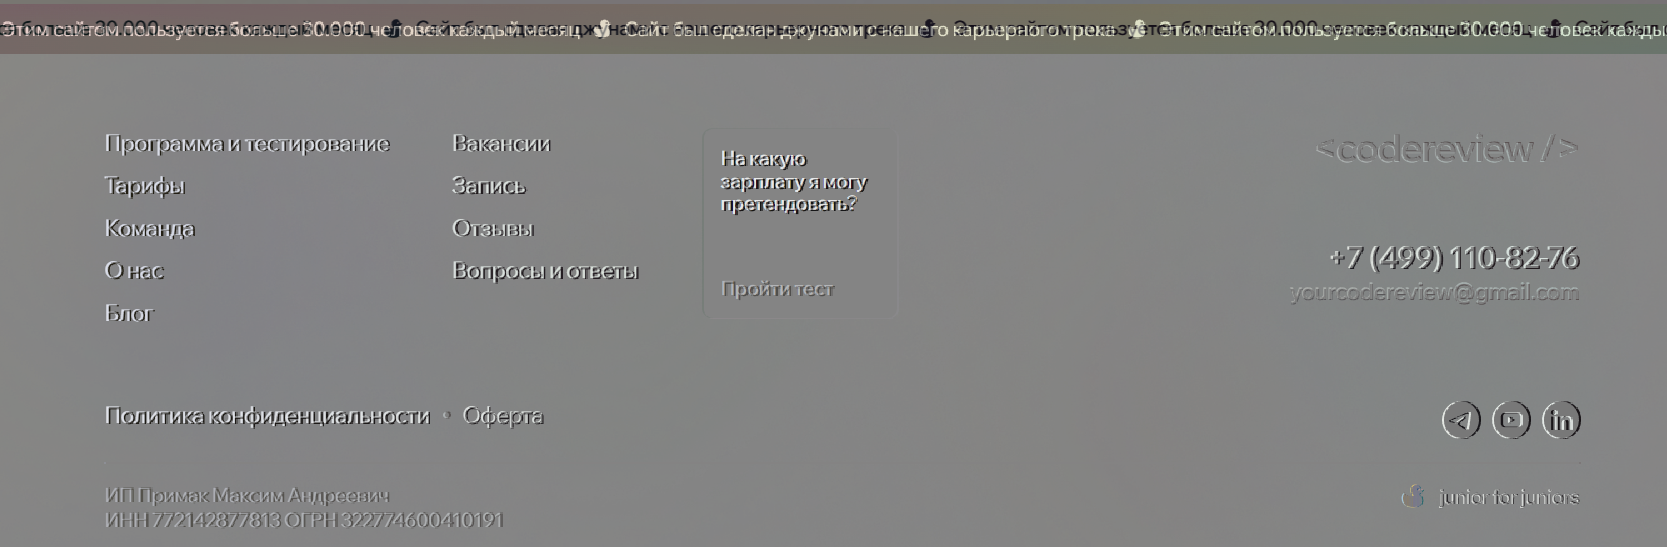 Этим сайтом пользуется больше 30.000 человек каждый месяц Сайт был сделан джунами с нашего карьерного трека Этим сайтом пользуется больше 30.000 человек кажды
Программа и тестирование
Тарифы
Команда
О нас
Блог
Вакансии
Запись
Отзывы
Вопросы и ответы
На какую
зарплату я могу
претендовать?
Пройти тест
<codereview />
+7 (499) 110-82-76
yourcodereview@gmail.com
Политика конфиденциальности • Оферта
in
ИП Примак Максим Андреевич
ИНН 772142877813 ОГРН 322774600410191
junior for juniors